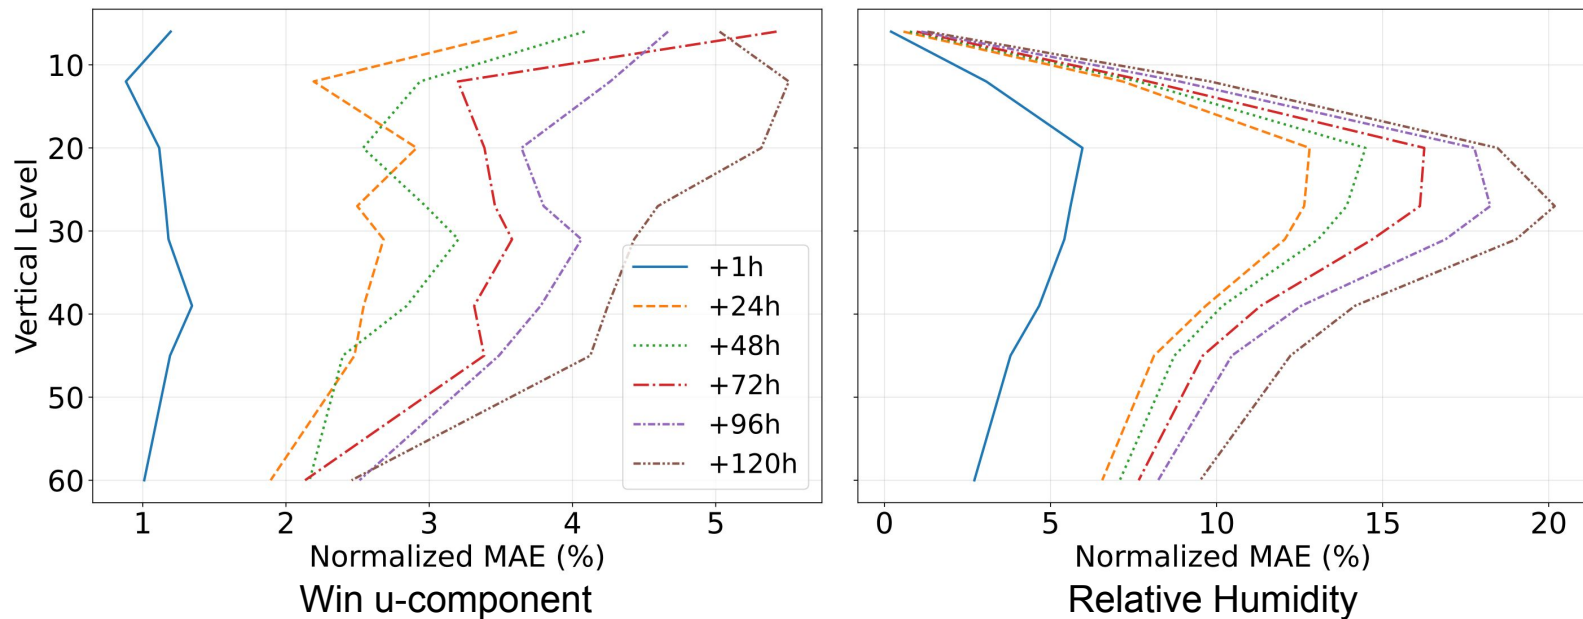 Vertical Level
10
20
30
40
50
60
+1h
+24h
+48h
+72h
+96h
+120h
1 2 3 4 5
Normalized MAE (%)
Win u-component
0 5 10 15 20
Normalized MAE (%)
Relative Humidity